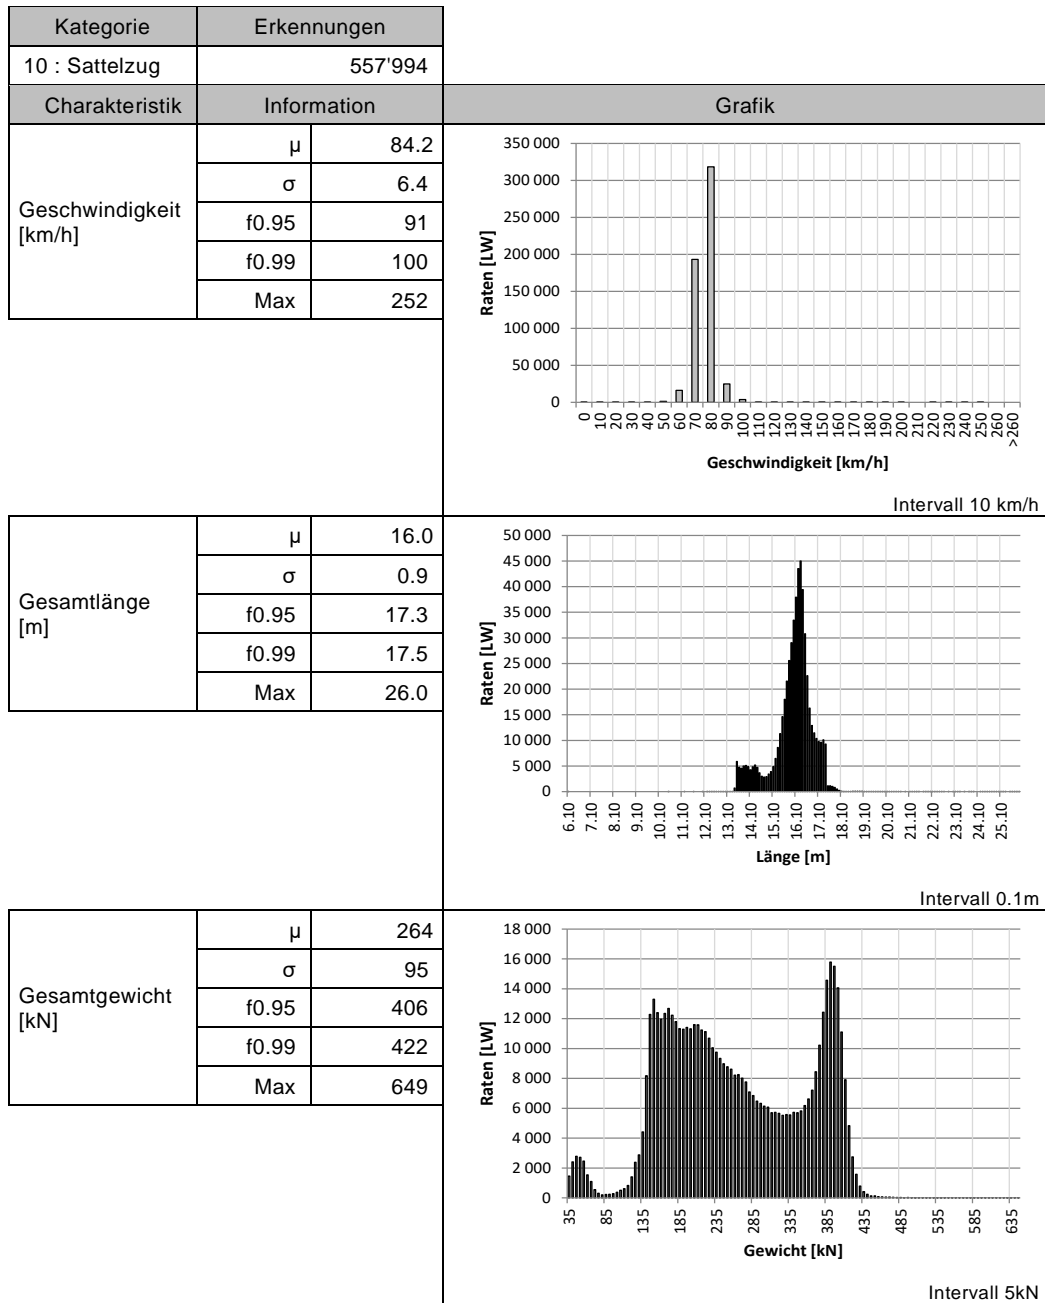 Kategorie Erkennungen
10 : Sattelzug 557'994
Charakteristik Information Grafik
Geschwindigkeit
[km/h]
µ 84.2
σ 6.4
f0.95 91
f0.99 100
Max 252
350 000
300 000
250 000
200 000
150 000
100 000
50 000
0
Raten [LW]
0 10 20 30 40 50 60 70 80 90 100 110 120 130 140 150 160 170 180 190 200 210 220 230 240 250 260 >260
Geschwindigkeit [km/h]
Intervall 10 km/h
Gesamtlänge
[m]
µ 16.0
σ 0.9
f0.95 17.3
f0.99 17.5
Max 26.0
50 000
45 000
40 000
35 000
30 000
25 000
20 000
15 000
10 000
5 000
0
Raten [LW]
6.10 7.10 8.10 9.10 10.10 11.10 12.10 13.10 14.10 15.10 16.10 17.10 18.10 19.10 20.10 21.10 22.10 23.10 24.10 25.10
Länge [m]
Intervall 0.1m
Gesamtgewicht
[kN]
µ 264
σ 95
f0.95 406
f0.99 422
Max 649
18 000
16 000
14 000
12 000
10 000
8 000
6 000
4 000
2 000
0
Raten [LW]
35 85 135 185 235 285 335 385 435 485 535 585 635
Gewicht [kN]
Intervall 5kN